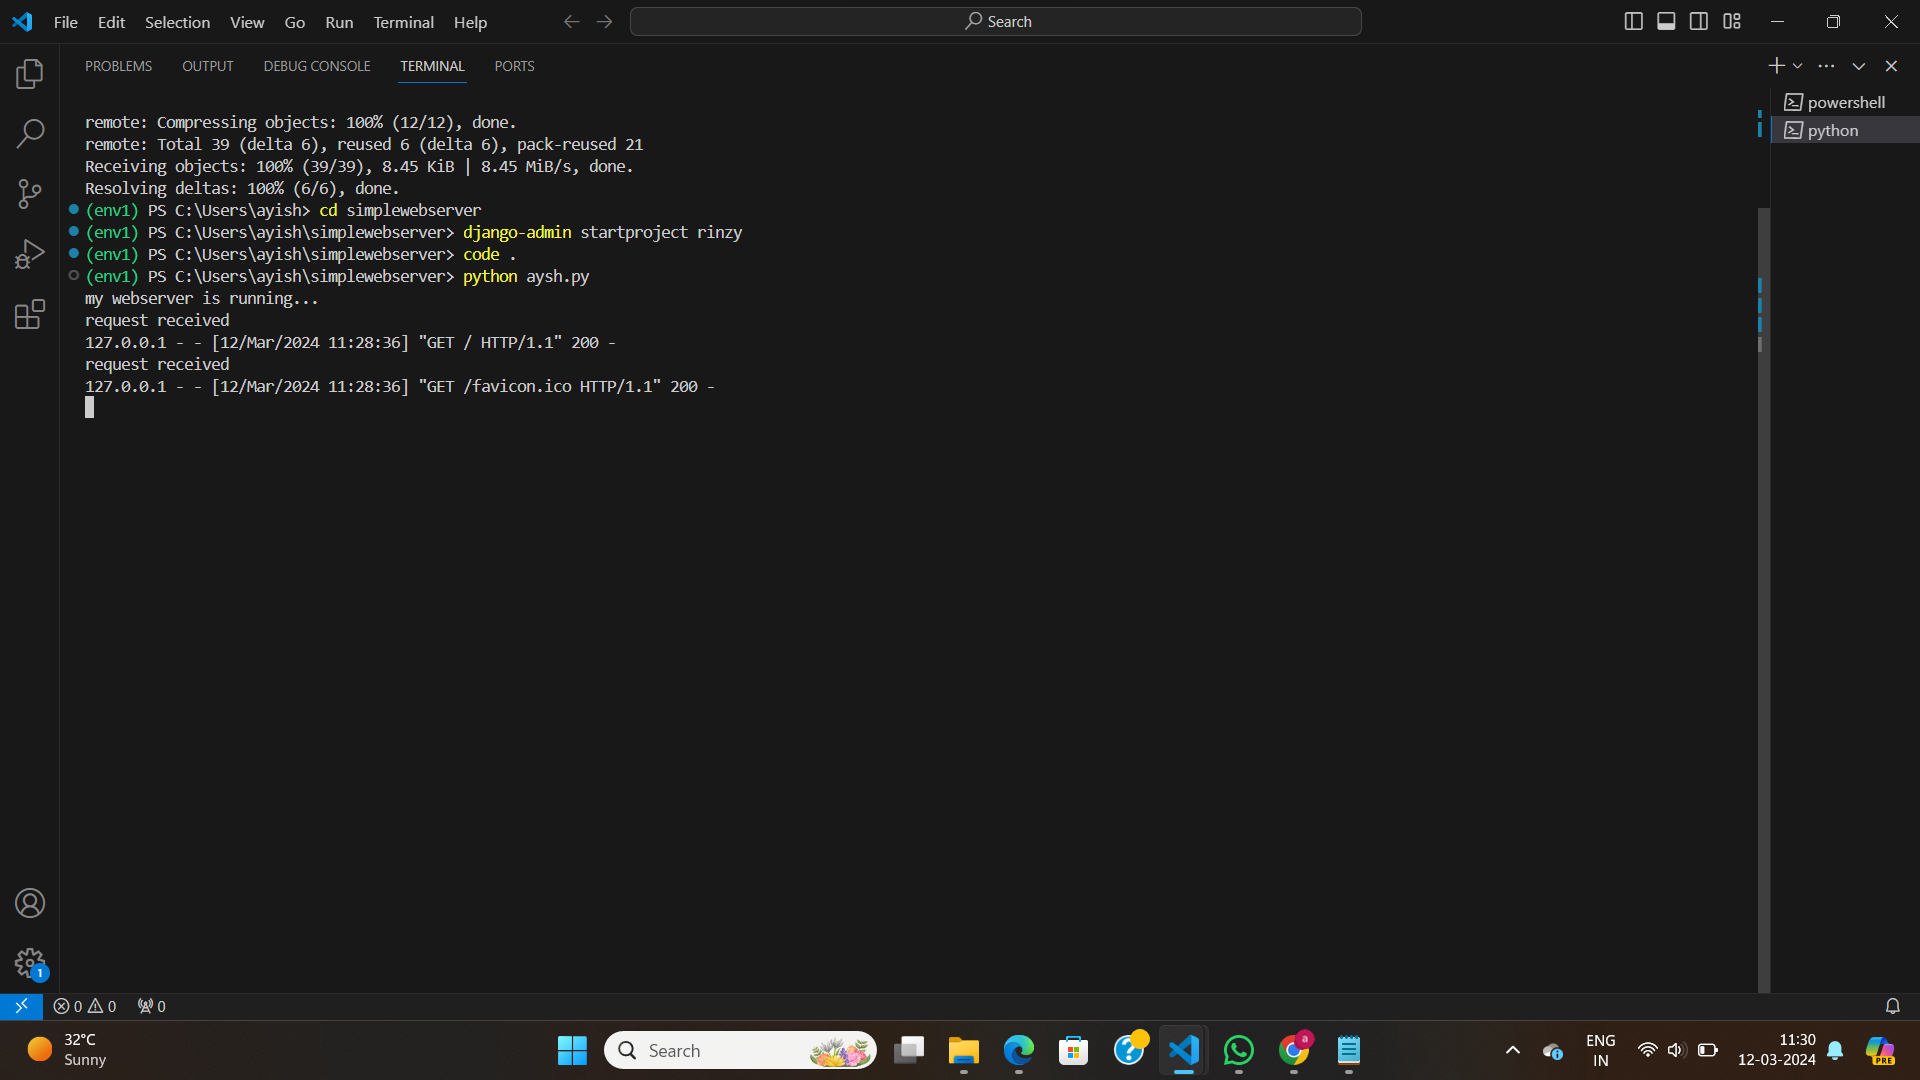 File Edit Selection View Go Run Terminal Help Search
PROBLEMS OUTPUT DEBUG CONSOLE TERMINAL PORTS
powershell
python
remote: Compressing objects: 100% (12/12), done.
remote: Total 39 (delta 6), reused 6 (delta 6), pack-reused 21
Receiving objects: 100% (39/39), 8.45 KiB | 8.45 MiB/s, done.
Resolving deltas: 100% (6/6), done.
(env1) PS C:\Users\ayish> cd simplewebserver
(env1) PS C:\Users\ayish\simplewebserver> django-admin startproject rinzy
(env1) PS C:\Users\ayish\simplewebserver> code .
(env1) PS C:\Users\ayish\simplewebserver> python aysh.py
my webserver is running...
request received
127.0.0.1 - - [12/Mar/2024 11:28:36] "GET / HTTP/1.1" 200 -
request received
127.0.0.1 - - [12/Mar/2024 11:28:36] "GET /favicon.ico HTTP/1.1" 200 -
1
0 0 0
32°C
Sunny
Search
a
ENG
IN
11:30
12-03-2024
PRE